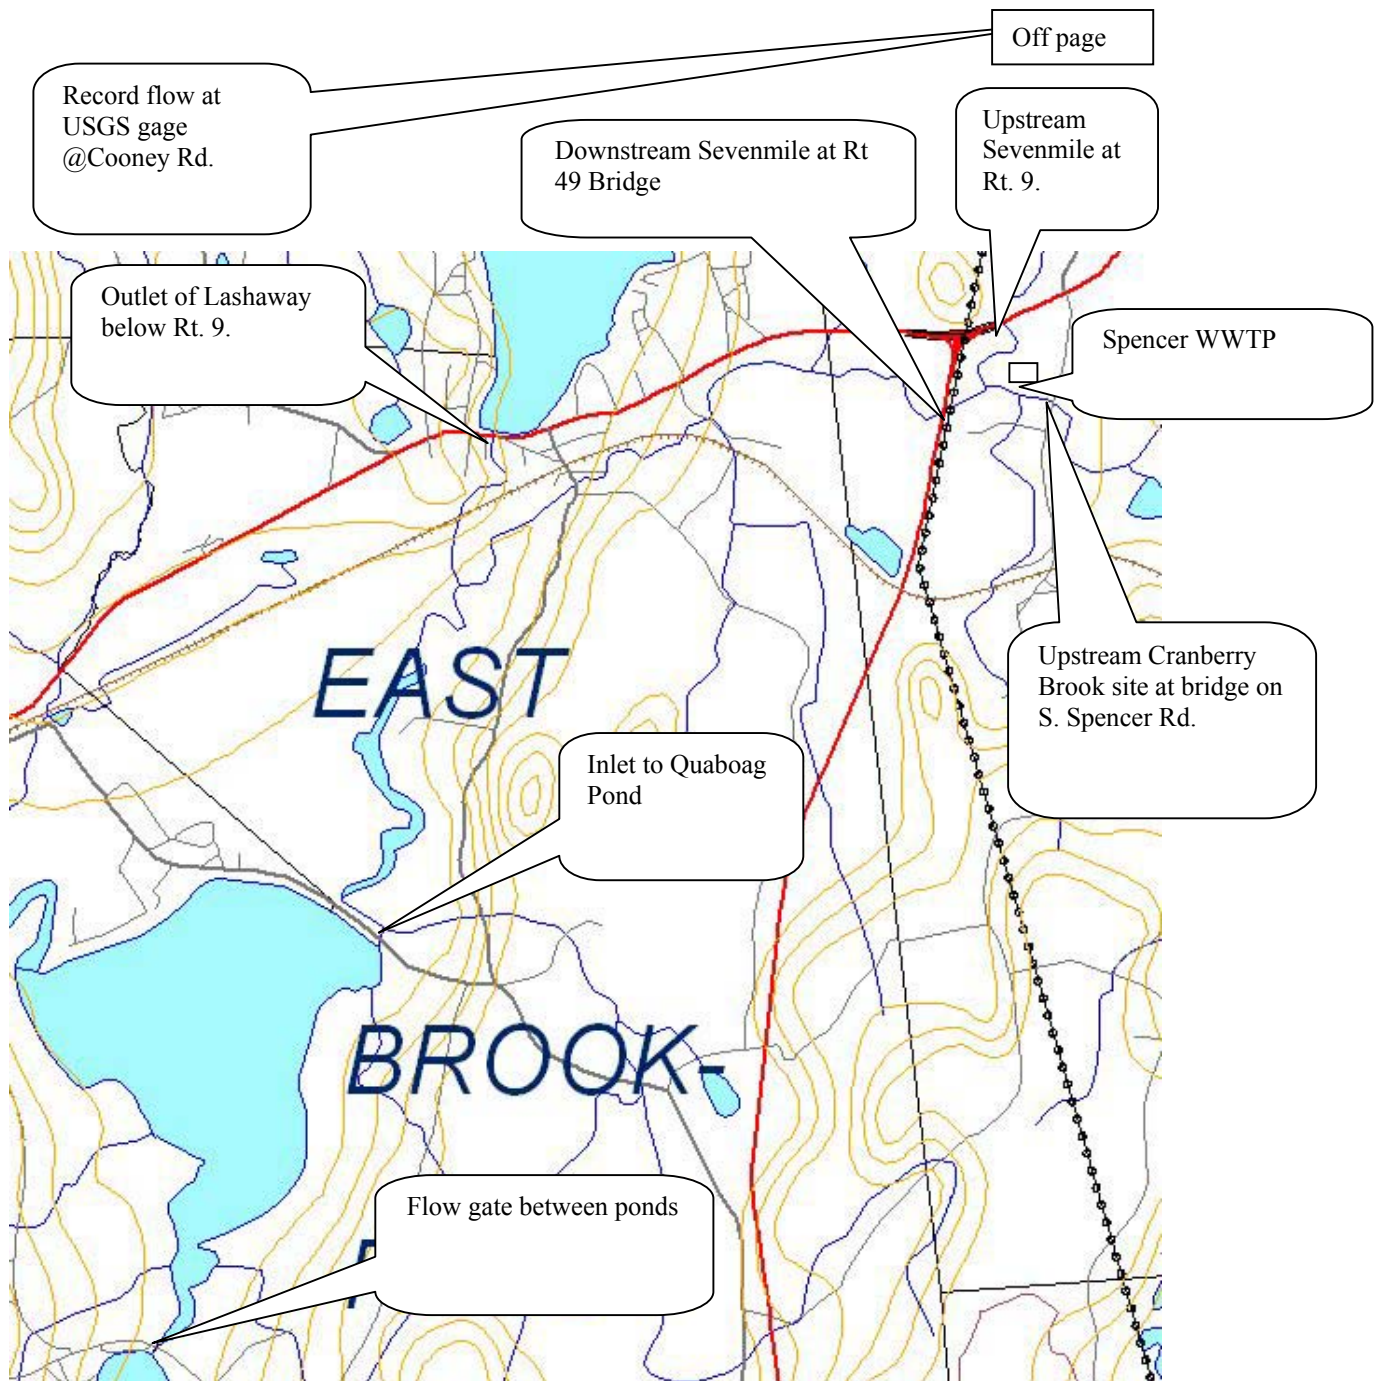 Off page
Record flow at
USGS gage
@Cooney Rd.
Upstream
Sevenmile at
Rt. 9.
Downstream Sevenmile at Rt
49 Bridge
Outlet of Lashaway
below Rt. 9.
Spencer WWTP
EAST
Upstream Cranberry
Brook site at bridge on
S. Spencer Rd.
Inlet to Quaboag
Pond
BROOK-
Flow gate between ponds